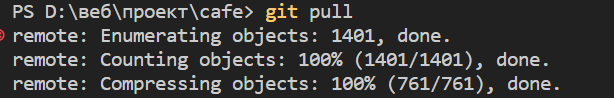 PS D:\веб\проект\cafe> git pull
remote: Enumerating objects: 1401, done.
remote: Counting objects: 100% (1401/1401), done.
remote: Compressing objects: 100% (761/761), done.